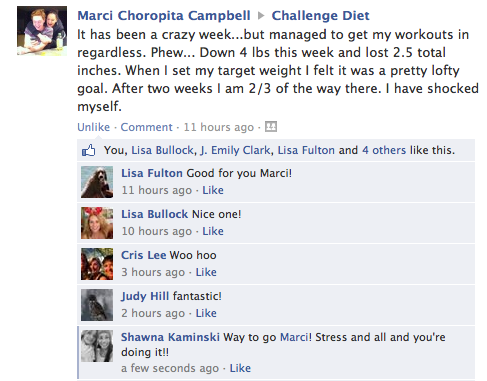 Marci Choropita Campbell ▸ Challenge Diet
It has been a crazy week...but managed to get my workouts in
regardless. Phew... Down 4 lbs this week and lost 2.5 total
inches. When I set my target weight I felt it was a pretty lofty
goal. After two weeks I am 2/3 of the way there. I have shocked
myself.
Unlike · Comment · 11 hours ago ·
You, Lisa Bullock, J. Emily Clark, Lisa Fulton and 4 others like this.
Lisa Fulton Good for you Marci!
11 hours ago · Like
Lisa Bullock Nice one!
10 hours ago · Like
Cris Lee Woo hoo
3 hours ago · Like
Judy Hill fantastic!
2 hours ago · Like
Shawna Kaminski Way to go Marci! Stress and all and you're
doing it!!
a few seconds ago · Like